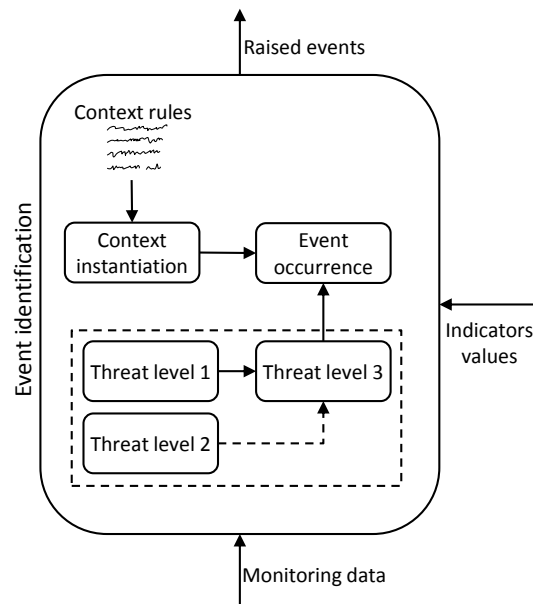 Raised events
Context rules
Context
instantiation
Event
occurrence
Event identification
Indicators
values
Threat level 1
Threat level 3
Threat level 2
Monitoring data